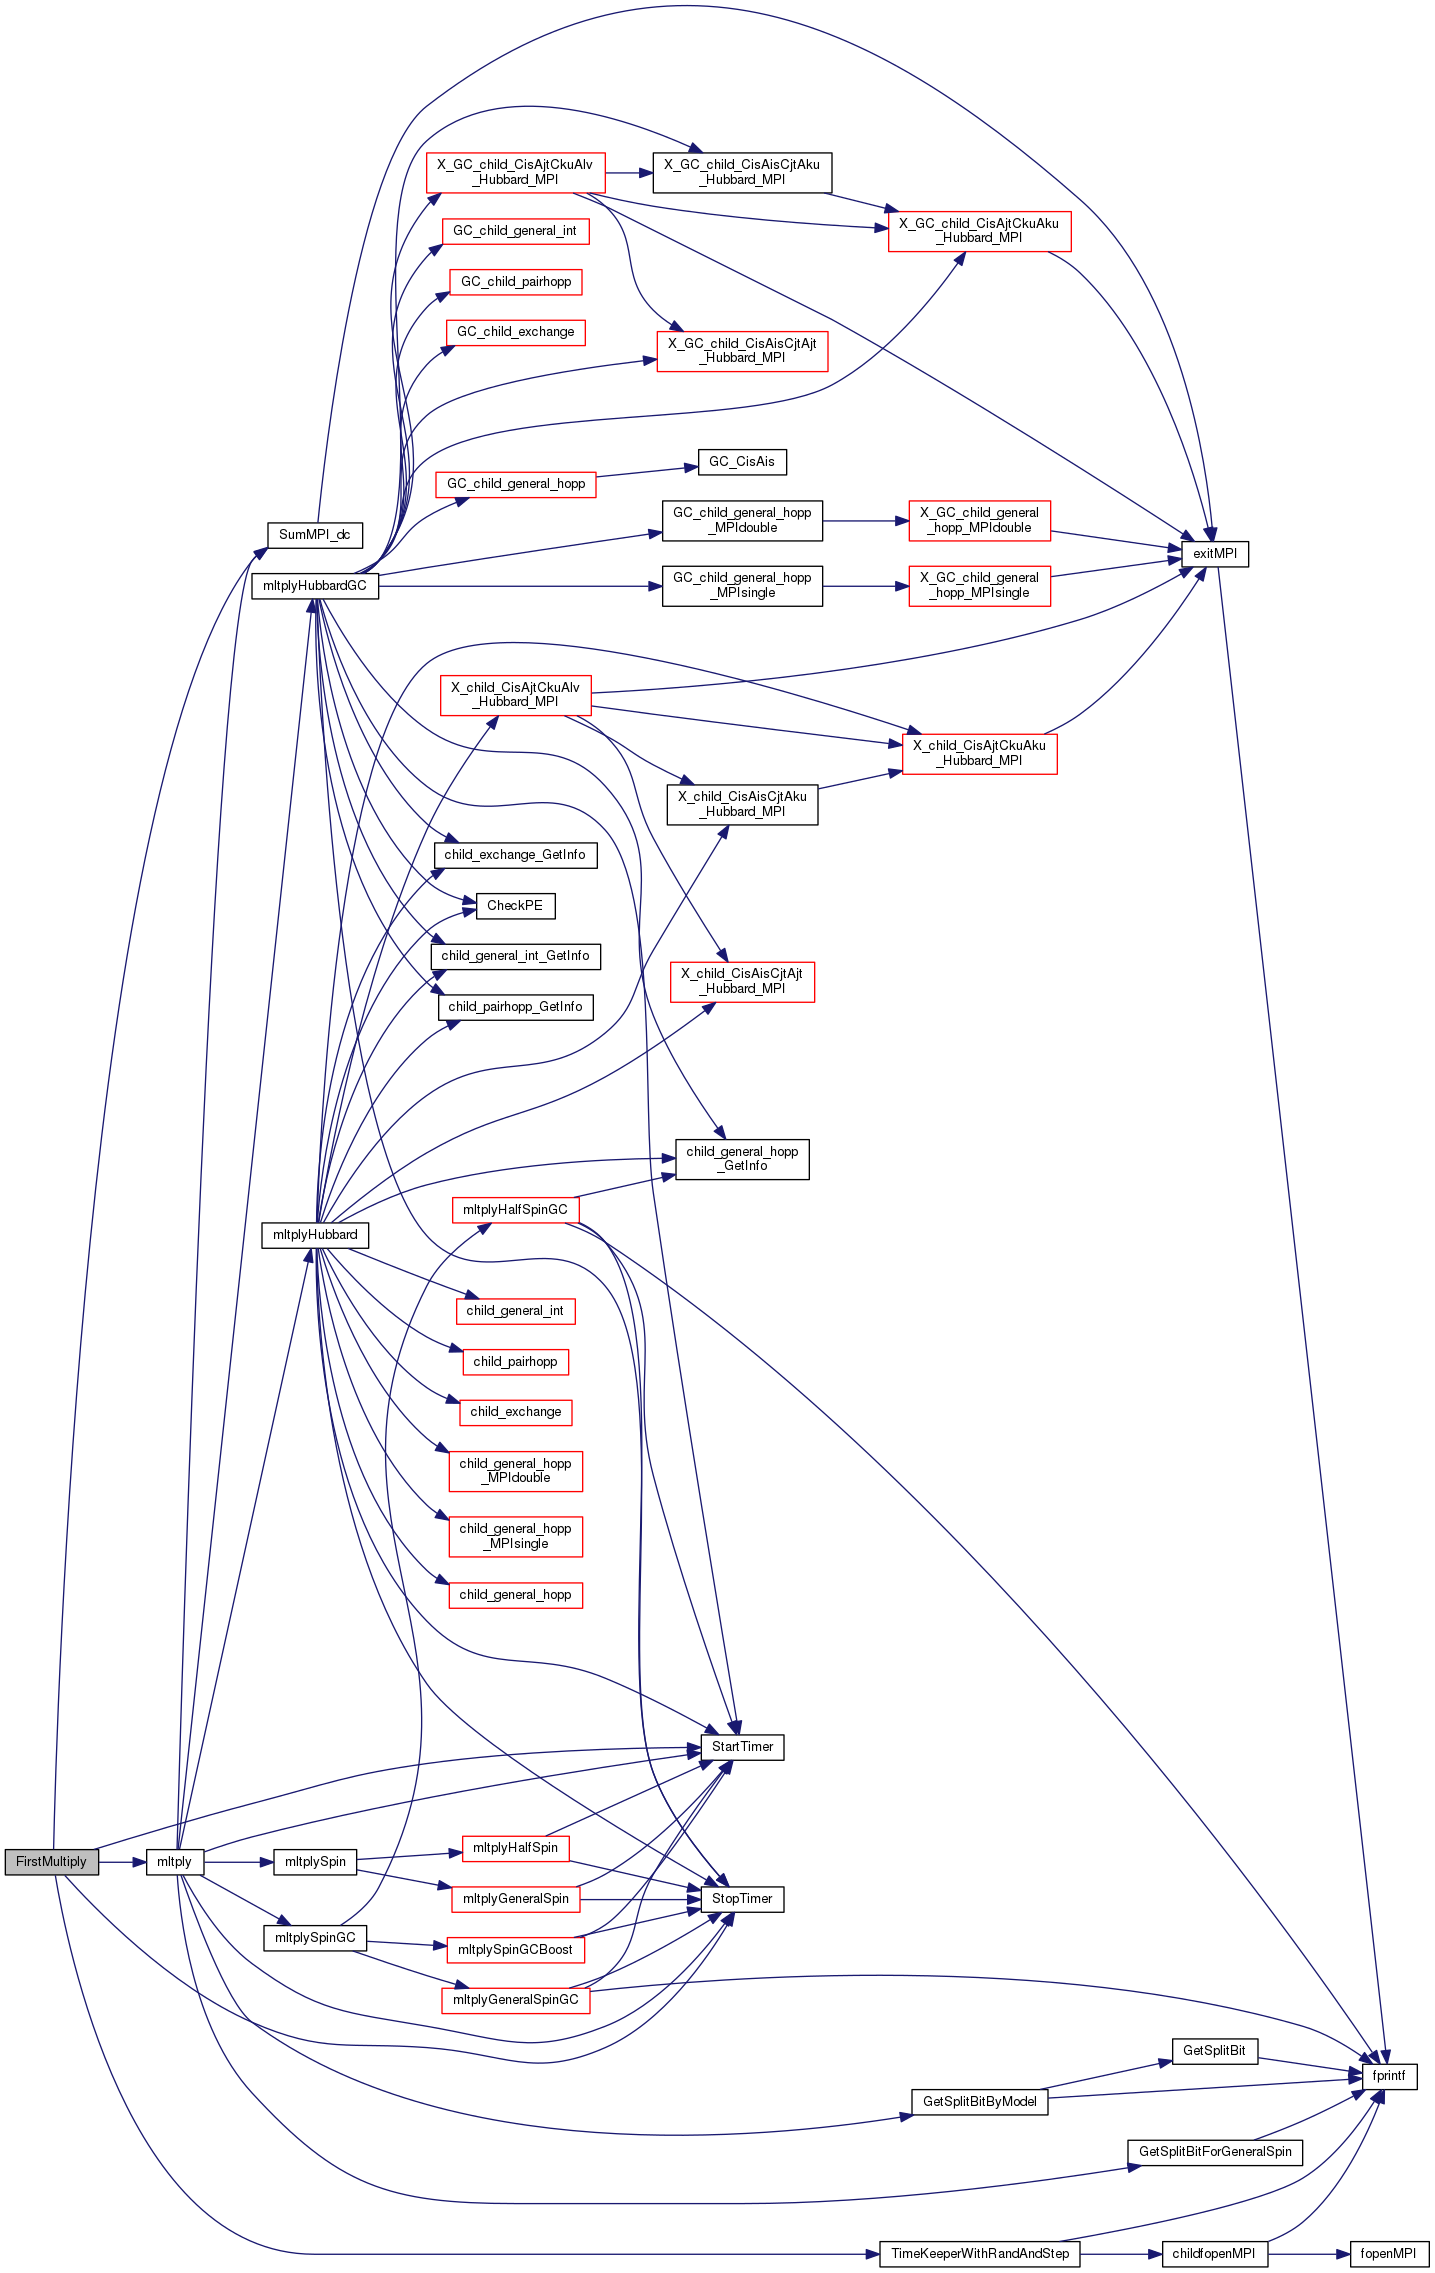 X_GC_child_CisAjtCkuAlv
_Hubbard_MPI
X_GC_child_CisAisCjtAku
_Hubbard_MPI
X_GC_child_CisAjtCkuAku
_Hubbard_MPI
GC_child_general_int
GC_child_pairhopp
GC_child_exchange
X_GC_child_CisAisCjtAjt
_Hubbard_MPI
GC_CisAis
GC_child_general_hopp
GC_child_general_hopp
_MPIdouble
X_GC_child_general
_hopp_MPIdouble
SumMPI_dc
exitMPI
mltplyHubbardGC
GC_child_general_hopp
_MPIsingle
X_GC_child_general
_hopp_MPIsingle
X_child_CisAjtCkuAlv
_Hubbard_MPI
X_child_CisAjtCkuAku
_Hubbard_MPI
X_child_CisAisCjtAku
_Hubbard_MPI
child_exchange_GetInfo
CheckPE
child_general_int_GetInfo
X_child_CisAisCjtAjt
_Hubbard_MPI
child_pairhopp_GetInfo
child_general_hopp
_GetInfo
mltplyHalfSpinGC
mltplyHubbard
child_general_int
child_pairhopp
child_exchange
child_general_hopp
_MPIdouble
child_general_hopp
_MPIsingle
child_general_hopp
StartTimer
FirstMultiply
mltply
mltplySpin
mltplyHalfSpin
mltplyGeneralSpin
StopTimer
mltplySpinGC
mltplySpinGCBoost
mltplyGeneralSpinGC
GetSplitBit
fprintf
GetSplitBitByModel
GetSplitBitForGeneralSpin
TimeKeeperWithRandAndStep
childfopenMPI
fopenMPI